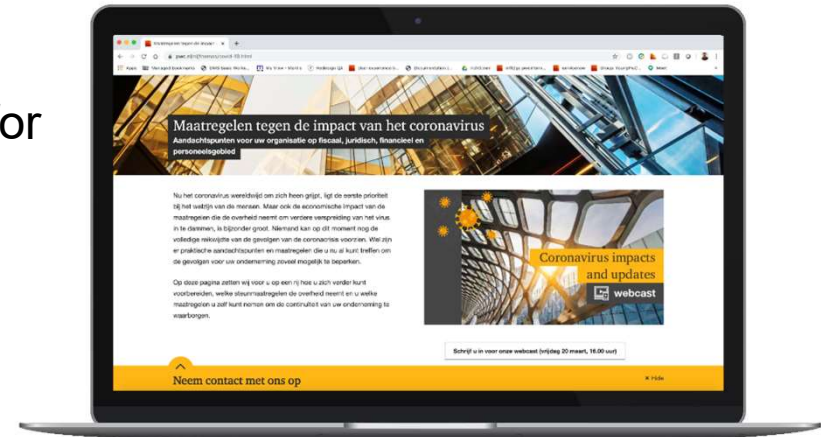 or
Maatregelen tegen de impact van het coronavirus
Aandachtspunten voor uw organisatie op fiscaal, juridisch, financieel en
personeelsgebied
Nu het coronavirus wereldwijd om zich heen grijpt, ligt de eerste prioriteit
bij het welzijn van de mensen. Maar ook de economische impact van de
maatregelen die de overheid neemt om verdere verspreiding van het virus
in te dammen, is bijzonder groot. Niemand kan op dit moment nog de
volledige reikwijdte van de gevolgen van de coronacrisis voorzien. Wel zijn
er praktische aandachtspunten en maatregelen die u nu al kunt treffen om
de gevolgen voor uw onderneming zoveel mogelijk te beperken.
Op deze pagina zetten wij voor u op een rij hoe u zich verder kunt
voorbereiden, welke steunmaatregelen de overheid neemt en u welke
maatregelen u zelf kunt nemen om de continuïteit van uw onderneming te
waarborgen.
Coronavirus impacts
and updates
webcast
Schrijf u in voor onze webcast (vrijdag 20 maart, 16.00 uur)
Neem contact met ons op
Hide